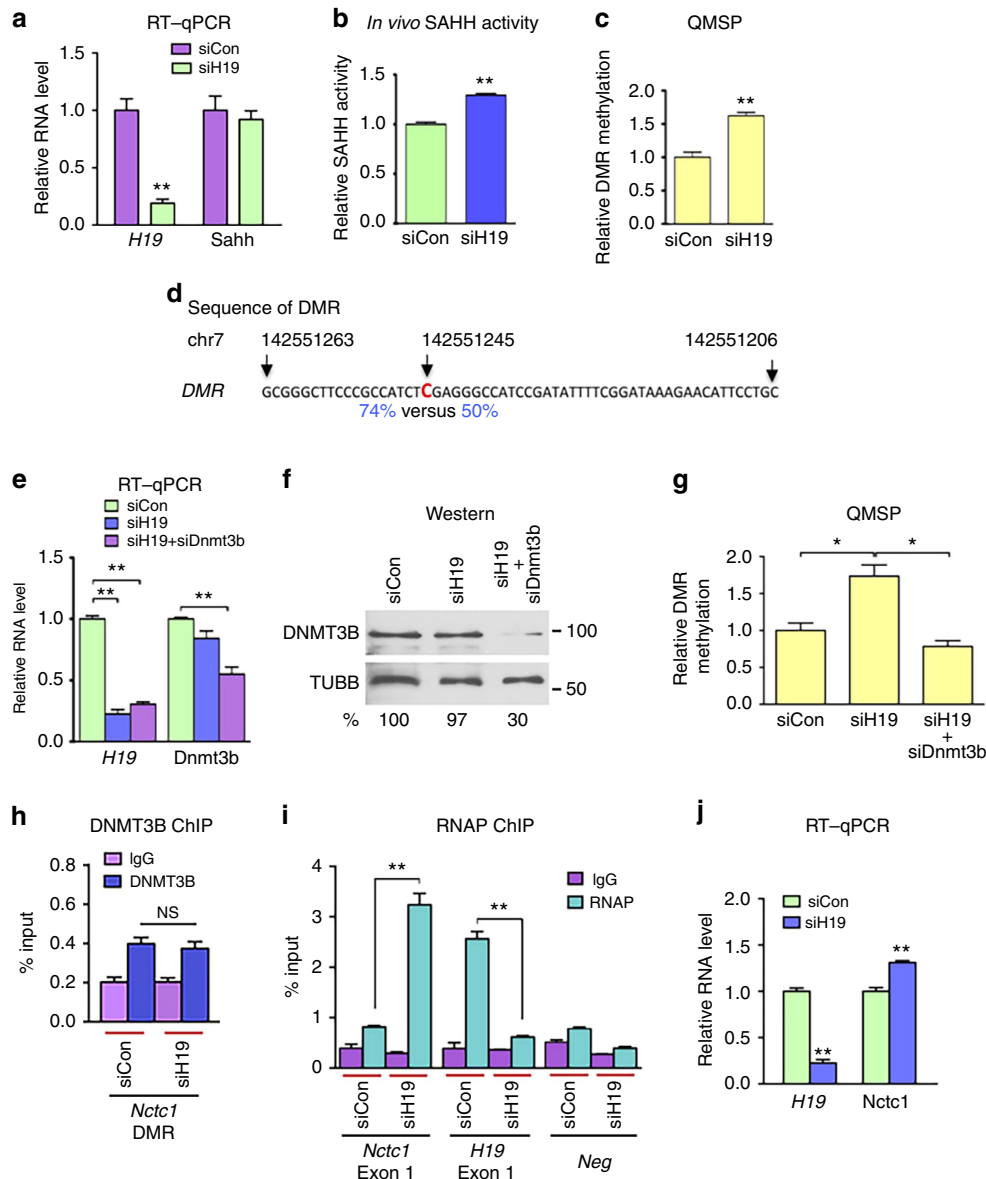 a
RT–qPCR
siCon
siH19
Relative RNA level
1.5
1.0
0.5
0.0
**
H19
Sahh
b
In vivo SAHH activity
Relative SAHH activity
1.5
1.0
0.5
0.0
**
siCon siH19
c
QMSP
Relative DMR methylation
2.0
1.5
1.0
0.5
0.0
**
siCon siH19
d
Sequence of DMR
chr7 142551263 142551245 142551206
DMR GCGGGCTTCCCGCCATCTCGAGGGCCATCCGATATTTTCGGATAAAGAACATTCCTGC
74% versus 50%
e
RT–qPCR
siCon
siH19
siH19+siDnmt3b
Relative RNA level
1.5
1.0
0.5
0.0
**
**
**
H19 Dnmt3b
f
Western
siCon
siH19
siH19
+
siDnmt3b
DNMT3B
100
TUBB
50
% 100 97 30
g
QMSP
Relative DMR
methylation
2.0
1.5
1.0
0.5
0.0
*
*
siCon siH19 siH19
+
siDnmt3b
h
DNMT3B ChIP
IgG
DNMT3B
% input
0.8
0.6
0.4
0.2
0.0
NS
siCon
siH19
Nctc1
DMR
i
RNAP ChIP
IgG
RNAP
% input
4
3
2
1
0
**
**
siCon
siH19
siCon
siH19
siCon
siH19
Nctc1
Exon 1
H19
Exon 1
Neg
j
RT–qPCR
siCon
siH19
Relative RNA level
2.0
1.5
1.0
0.5
0.0
**
**
H19 Nctc1